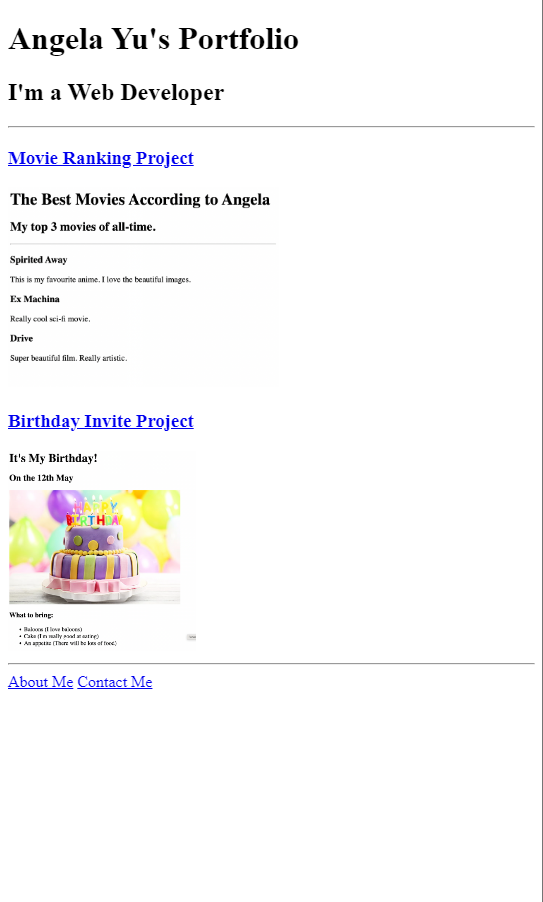 Angela Yu's Portfolio
I'm a Web Developer
Movie Ranking Project
The Best Movies According to Angela
My top 3 movies of all-time.
Spirited Away
This is my favourite anime. I love the beautiful images.
Ex Machina
Really cool sci-fi movie.
Drive
Super beautiful film. Really artistic.
Birthday Invite Project
It's My Birthday!
On the 12th May
HAPPY
BIRTHDAY
What to bring:
Baloons (I love baloons)
Cake (I'm really good at eating)
An appetite (There will be lots of food)
About Me Contact Me